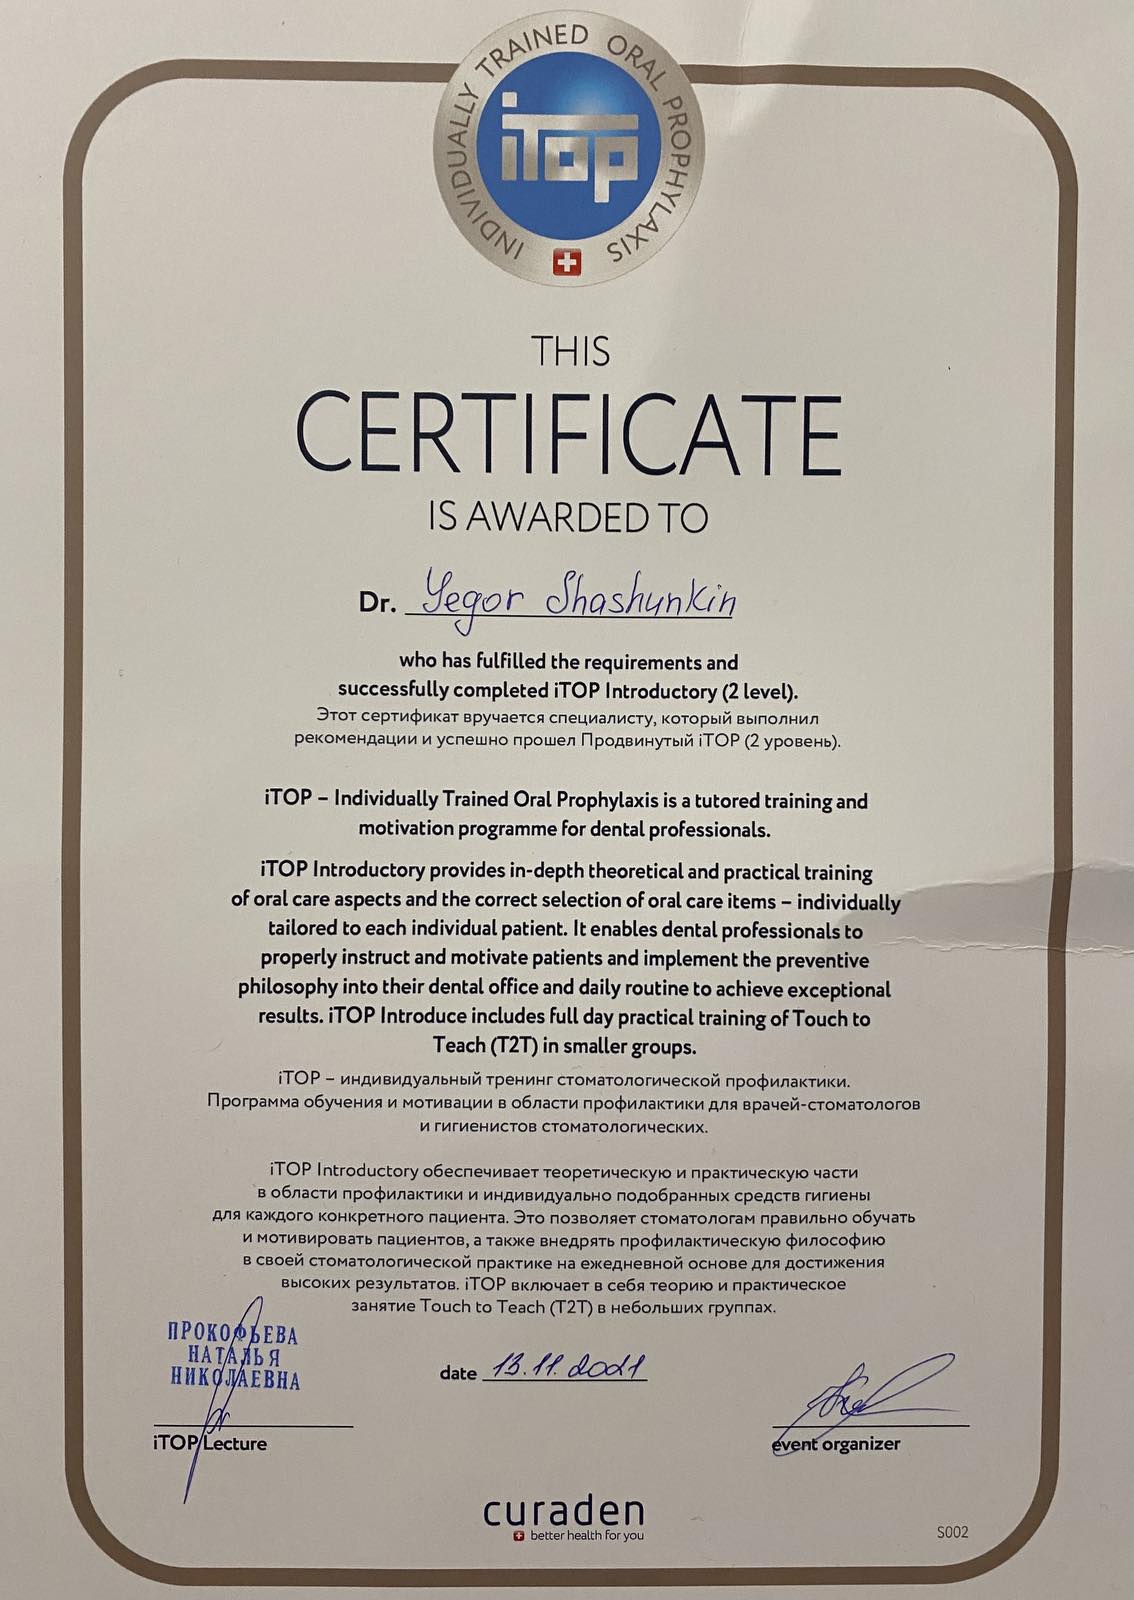 INDIVIDUALLY TRAINED ORAL PROPHYLAXIS
iTop
THIS
CERTIFICATE
IS AWARDED TO
Dr. Yegor Shashunkin
who has fulfilled the requirements and
successfully completed iTOP Introductory (2 level).
Этот сертификат вручается специалисту, который выполнил
рекомендации и успешно прошел Продвинутый iTOP (2 уровень).
iTOP – Individually Trained Oral Prophylaxis is a tutored training and
motivation programme for dental professionals.
iTOP Introductory provides in-depth theoretical and practical training
of oral care aspects and the correct selection of oral care items – individually
tailored to each individual patient. It enables dental professionals to
properly instruct and motivate patients and implement the preventive
philosophy into their dental office and daily routine to achieve exceptional
results. iTOP Introduce includes full day practical training of Touch to
Teach (T2T) in smaller groups.
iTOP – индивидуальный тренинг стоматологической профилактики.
Программа обучения и мотивации в области профилактики для врачей-стоматологов
и гигиенистов стоматологических.
iTOP Introductory обеспечивает теоретическую и практическую части
в области профилактики и индивидуально подобранных средств гигиены
для каждого конкретного пациента. Это позволяет стоматологам правильно обучать
и мотивировать пациентов, а также внедрять профилактическую философию
в своей стоматологической практике на ежедневной основе для достижения
высоких результатов. iTOP включает в себя теорию и практическое
занятие Touch to Teach (T2T) в небольших группах.
ПРОКОФЬЕВА
НАТАЛЬЯ
НИКОЛАЕВНА
date 13.11.2021
iTOP Lecture
event organizer
curaden
better health for you
S002